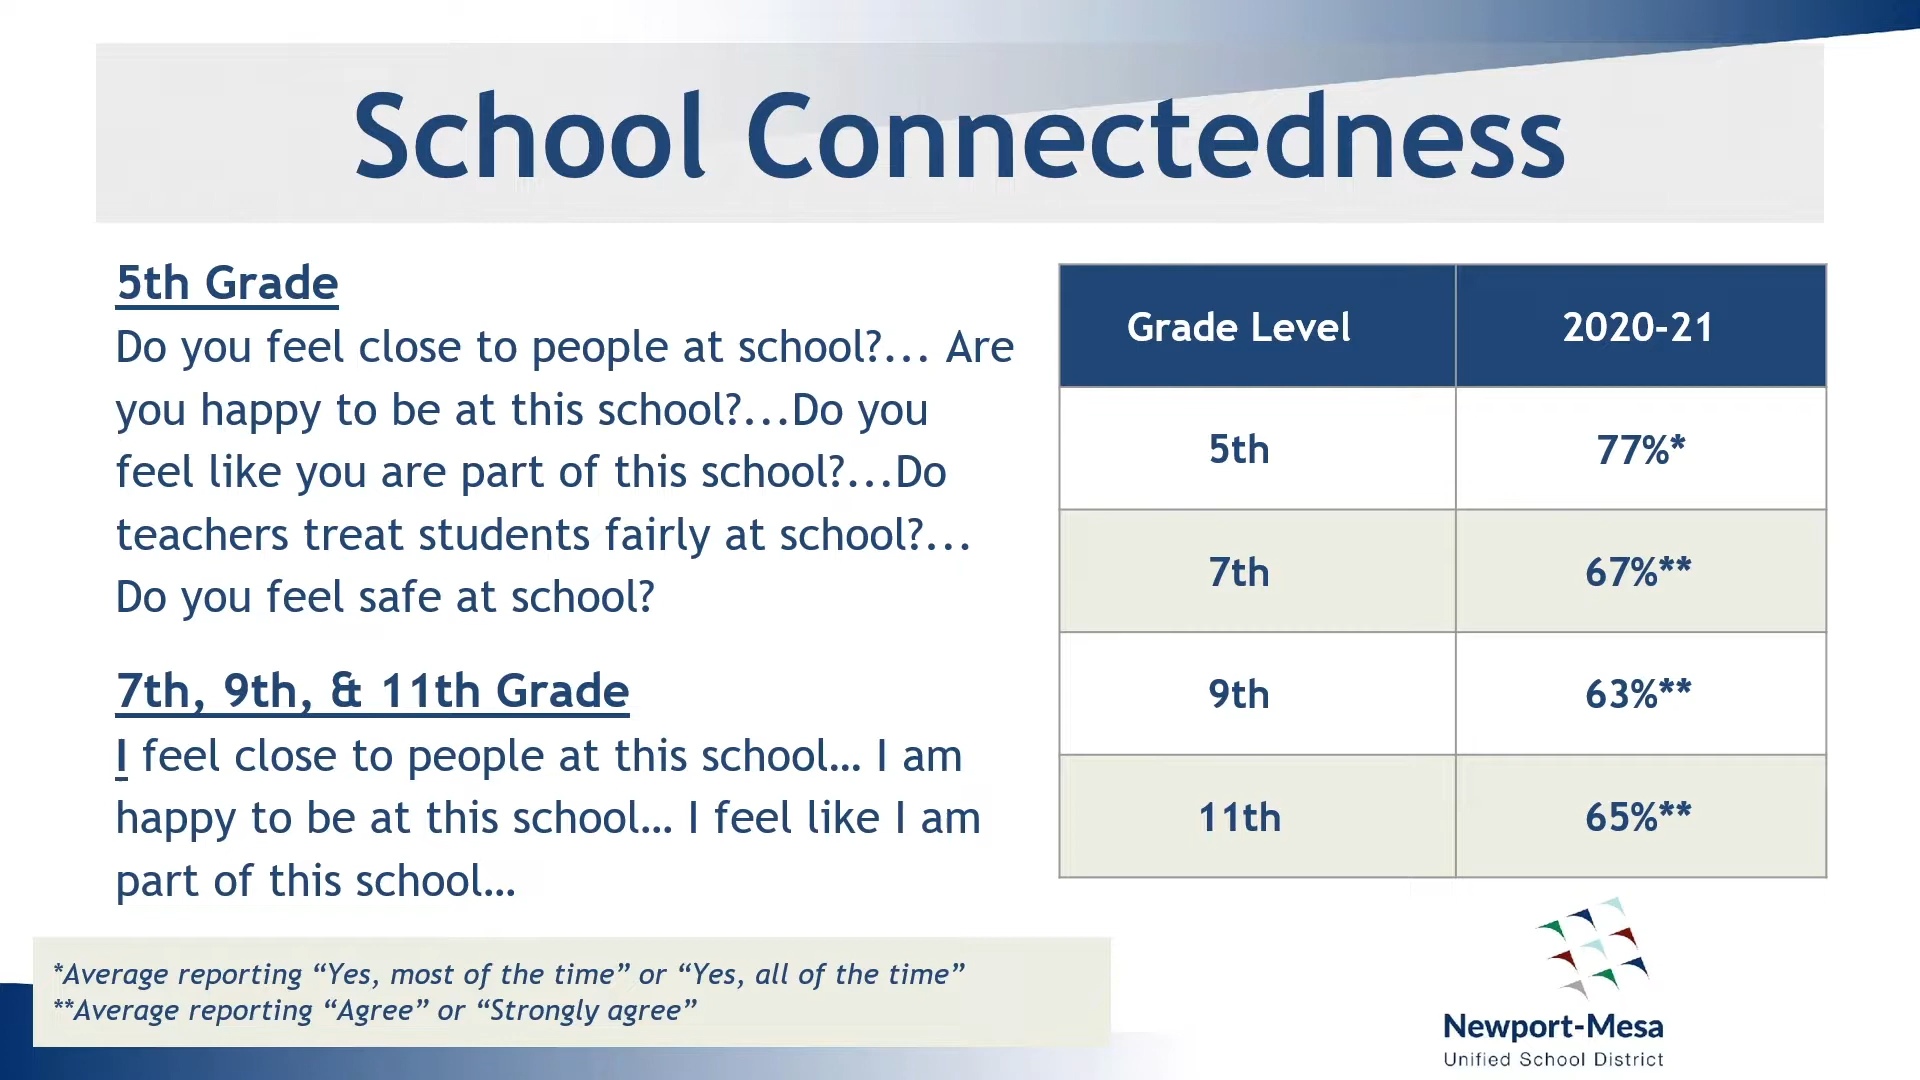 School Connectedness
5th Grade
Do you feel close to people at school?... Are
you happy to be at this school?...Do you
feel like you are part of this school?...Do
teachers treat students fairly at school?...
Do you feel safe at school?
7th, 9th, & 11th Grade
I feel close to people at this school… I am
happy to be at this school… I feel like I am
part of this school…
Grade Level 2020-21
5th 77%*
7th 67%**
9th 63%**
11th 65%**
*Average reporting “Yes, most of the time” or “Yes, all of the time”
**Average reporting “Agree” or “Strongly agree”
Newport-Mesa
Unified School District